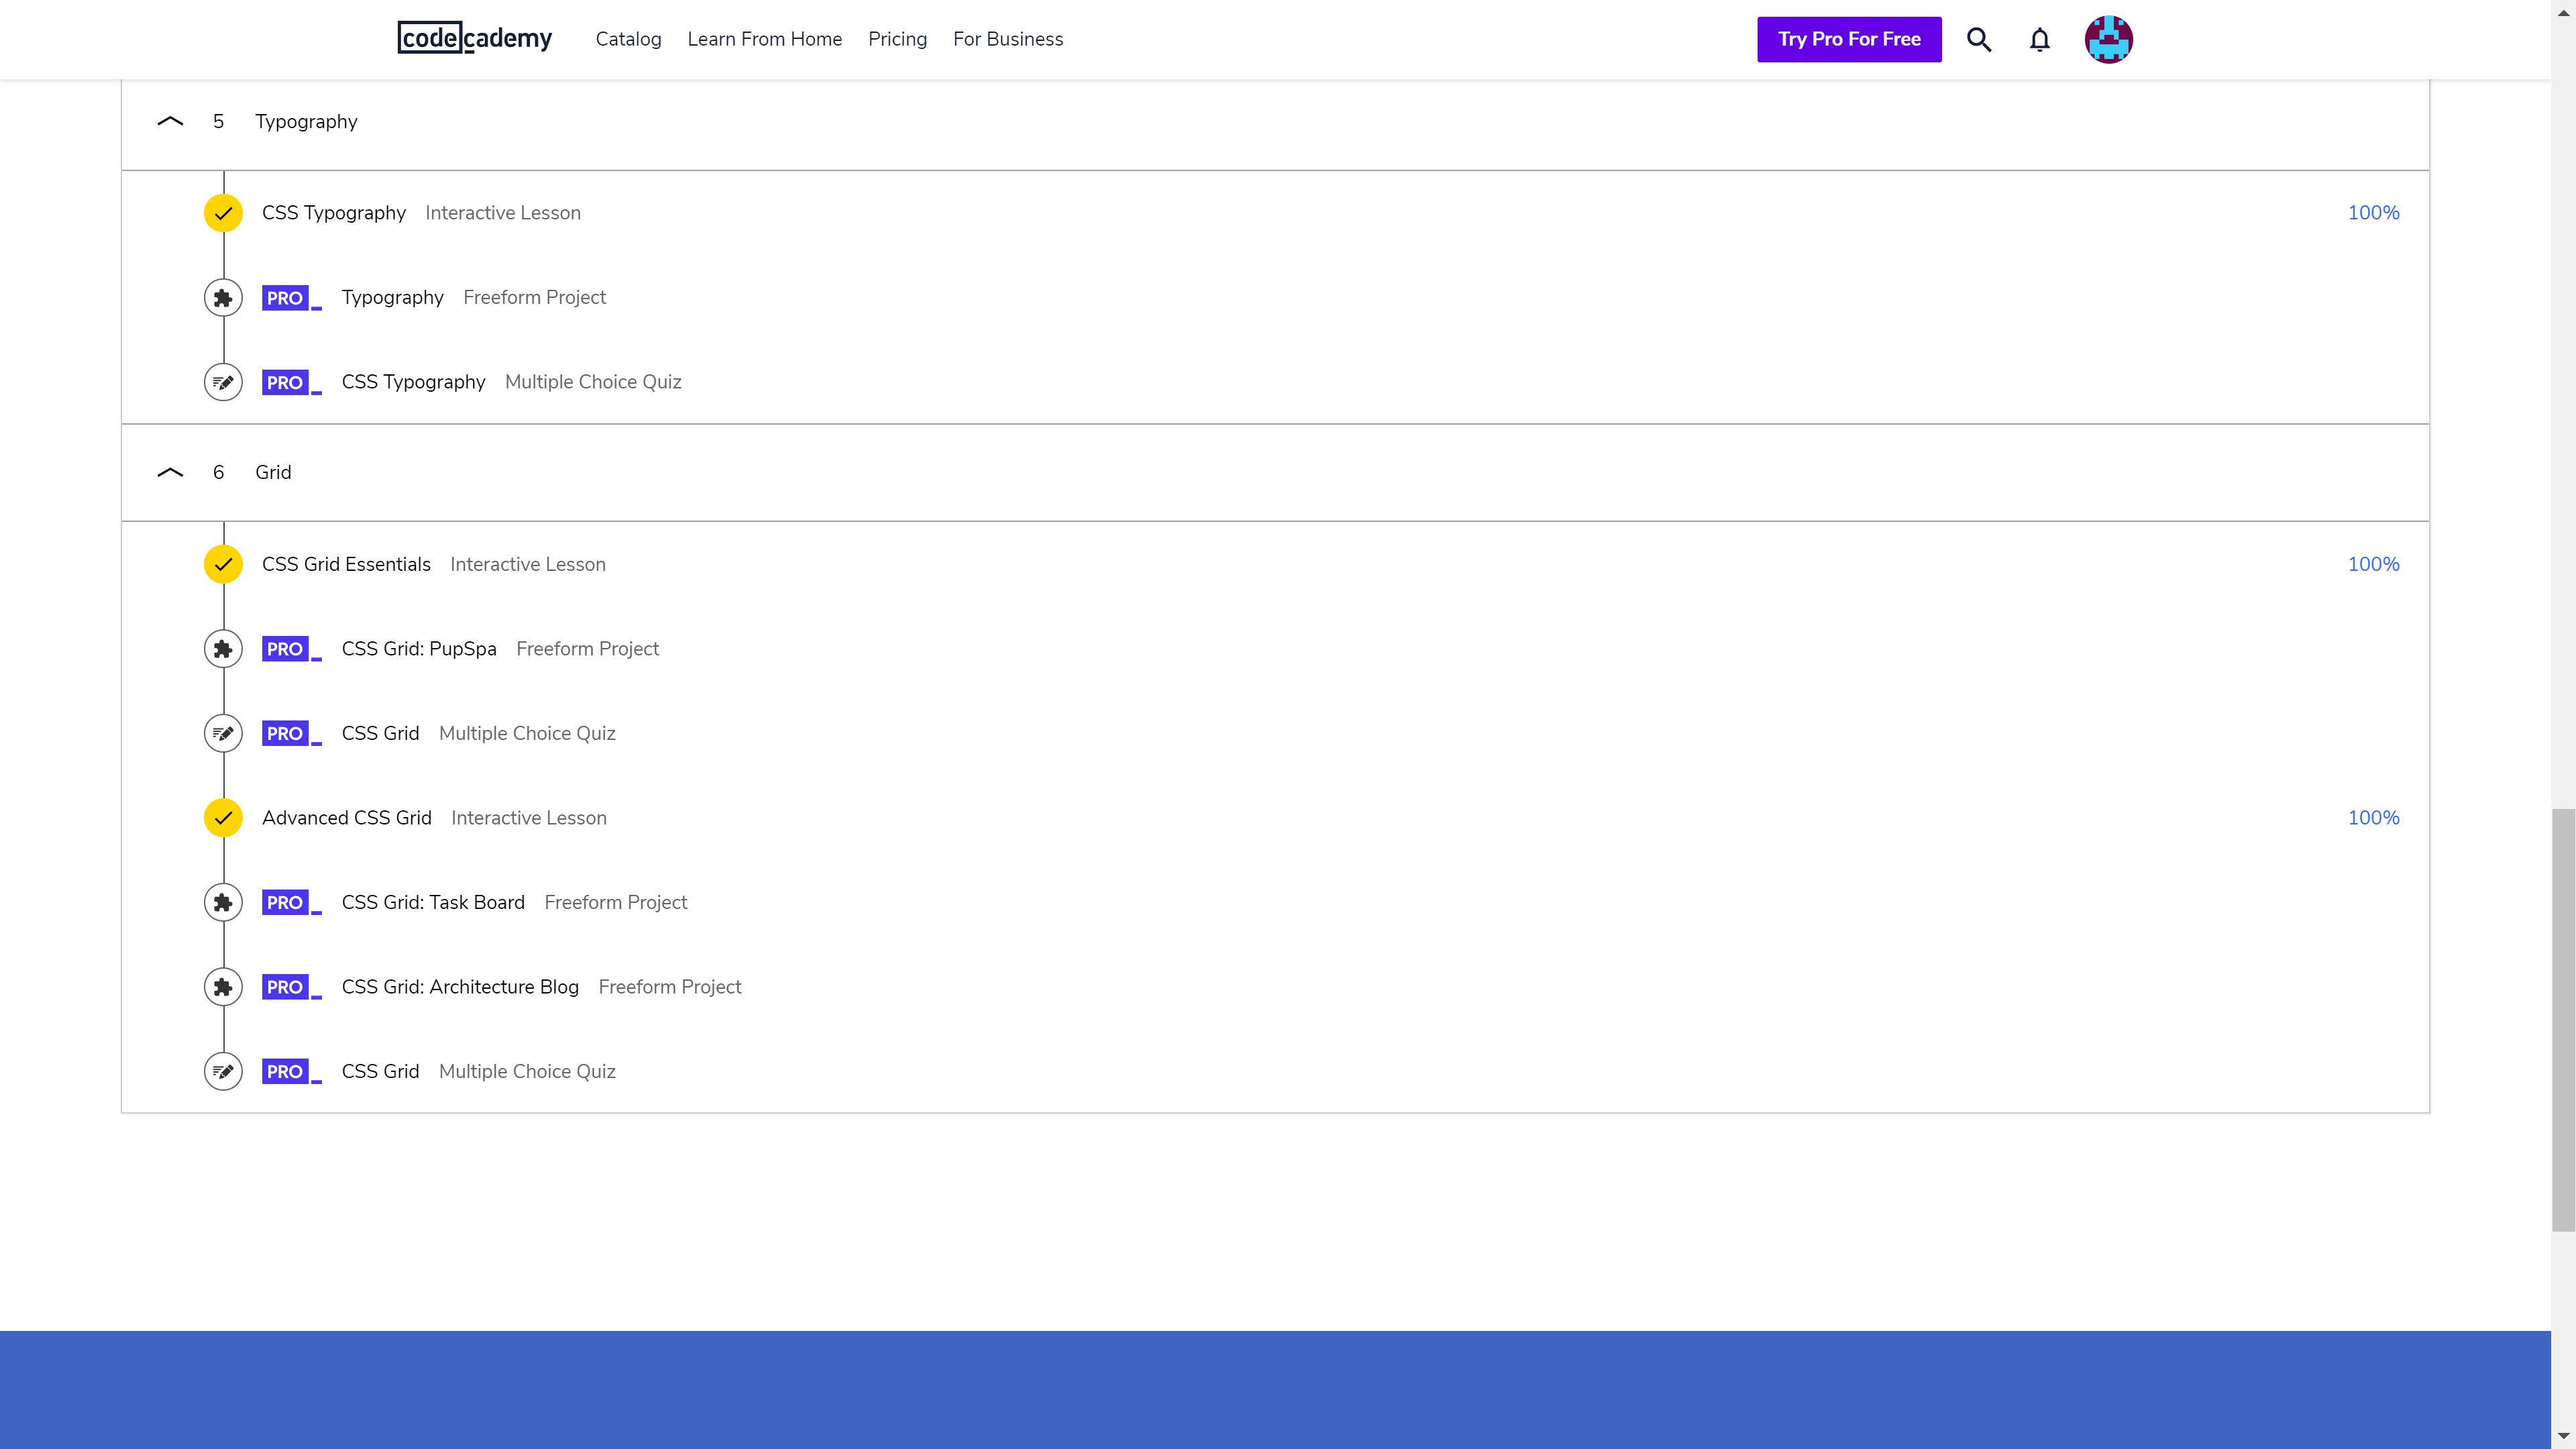 codecademy Catalog Learn From Home Pricing For Business Try Pro For Free
5 Typography
CSS Typography Interactive Lesson 100%
PRO Typography Freeform Project
PRO CSS Typography Multiple Choice Quiz
6 Grid
CSS Grid Essentials Interactive Lesson 100%
PRO CSS Grid: PupSpa Freeform Project
PRO CSS Grid Multiple Choice Quiz
Advanced CSS Grid Interactive Lesson 100%
PRO CSS Grid: Task Board Freeform Project
PRO CSS Grid: Architecture Blog Freeform Project
PRO CSS Grid Multiple Choice Quiz